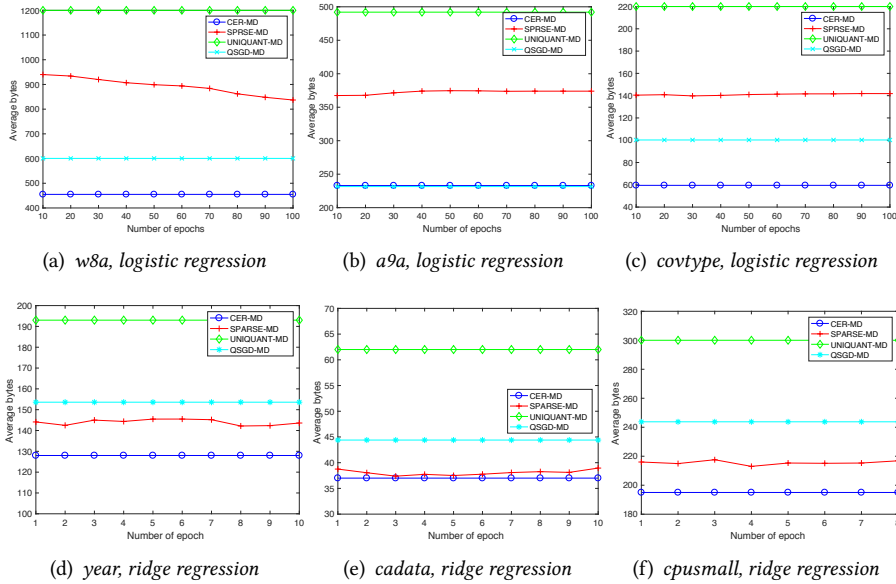 1200
1100
1000
900
800
700
600
500
400
Average bytes
10 20 30 40 50 60 70 80 90 100
Number of epochs
CER-MD
SPRSE-MD
UNIQUANT-MD
QSGD-MD
(a) w8a, logistic regression
500
450
400
350
300
250
200
Average bytes
10 20 30 40 50 60 70 80 90 100
Number of epochs
CER-MD
SPRSE-MD
UNIQUANT-MD
QSGD-MD
(b) a9a, logistic regression
220
200
180
160
140
120
100
80
60
40
Average bytes
10 20 30 40 50 60 70 80 90 100
Number of epochs
CER-MD
SPRSE-MD
UNIQUANT-MD
QSGD-MD
(c) covtype, logistic regression
200
190
180
170
160
150
140
130
120
110
100
Average bytes
1 2 3 4 5 6 7 8 9 10
Number of epoch
CER-MD
SPARSE-MD
UNIQUANT-MD
QSGD-MD
(d) year, ridge regression
70
65
60
55
50
45
40
35
30
Average bytes
1 2 3 4 5 6 7 8 9 10
Number of epoch
CER-MD
SPARSE-MD
UNIQUANT-MD
QSGD-MD
(e) cadata, ridge regression
320
300
280
260
240
220
200
180
Average bytes
1 2 3 4 5 6 7
Number of epoch
CER-MD
SPARSE-MD
UNIQUANT-MD
QSGD-MD
(f) cpusmall, ridge regression